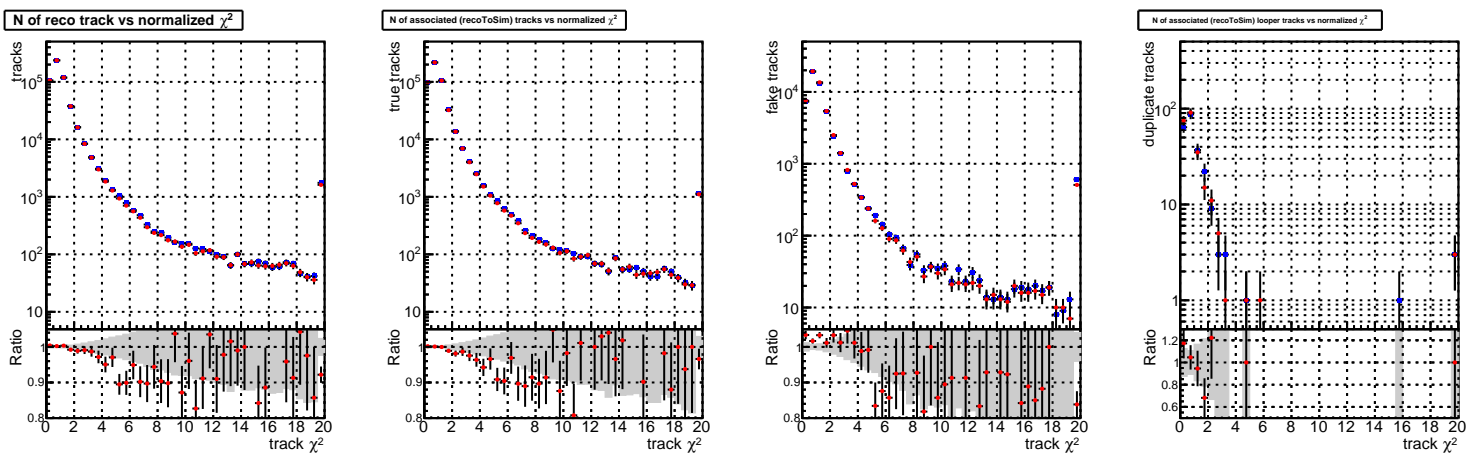 N of reco track vs normalized χ²
tracks
10⁵
10⁴
10³
10²
10
Ratio
1
0.9
0.8
0 2 4 6 8 10 12 14 16 18 20
track χ²
N of associated (recoToSim) tracks vs normalized χ²
true tracks
10⁵
10⁴
10³
10²
10
Ratio
1
0.9
0.8
0 2 4 6 8 10 12 14 16 18 20
track χ²
fake tracks
10⁴
10³
10²
10
Ratio
1
0.9
0.8
0 2 4 6 8 10 12 14 16 18 20
track χ²
N of associated (recoToSim) looper tracks vs normalized χ²
duplicate tracks
10²
10
1
Ratio
1.2
1
0.8
0.6
0 2 4 6 8 10 12 14 16 18 20
track χ²